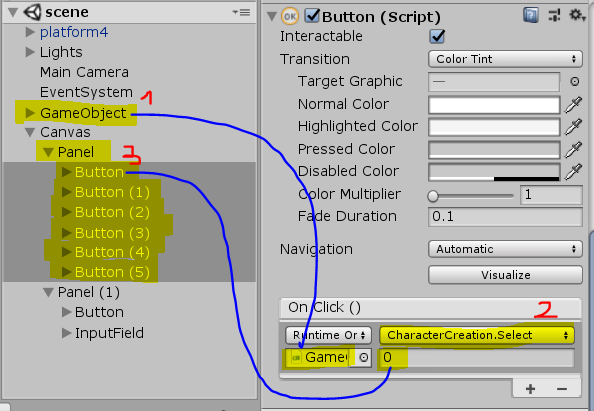 scene
platform4
Lights
Main Camera
EventSystem
1
GameObject
Canvas
Panel
3
Button
Button (1)
Button (2)
Button (3)
Button (4)
Button (5)
Panel (1)
Button
InputField
OK
Button (Script)
Interactable
Transition
Color Tint
Target Graphic
—
Normal Color
Highlighted Color
Pressed Color
Disabled Color
Color Multiplier
1
Fade Duration
0.1
Navigation
Automatic
Visualize
On Click ()
2
Runtime Or
CharacterCreation.Select
Game
0
+ −